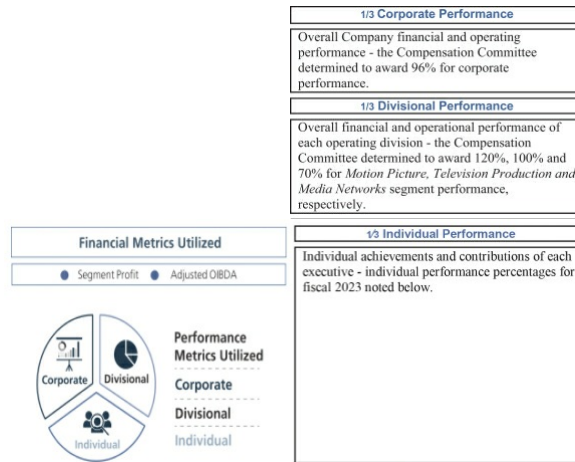 1/3 Corporate Performance
Overall Company financial and operating
performance - the Compensation Committee
determined to award 96% for corporate
performance.
1/3 Divisional Performance
Overall financial and operational performance of
each operating division - the Compensation
Committee determined to award 120%, 100% and
70% for Motion Picture, Television Production and
Media Networks segment performance,
respectively.
Financial Metrics Utilized
Segment Profit
Adjusted OIBDA
Corporate
Divisional
Individual
Performance
Metrics Utilized
Corporate
Divisional
Individual
1/3 Individual Performance
Individual achievements and contributions of each
executive - individual performance percentages for
fiscal 2023 noted below.